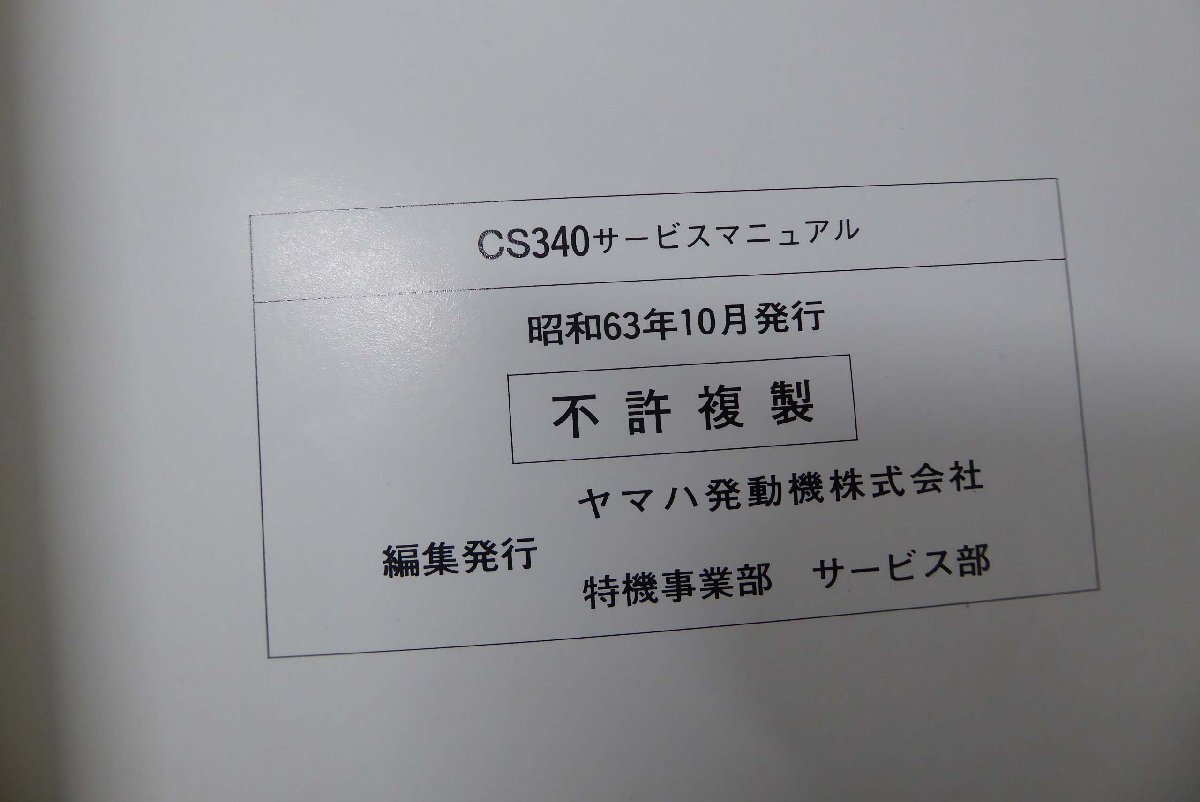 CS340サービスマニュアル
昭和63年10月発行
不許複製
ヤマハ発動機株式会社
編集発行
特機事業部　サービス部